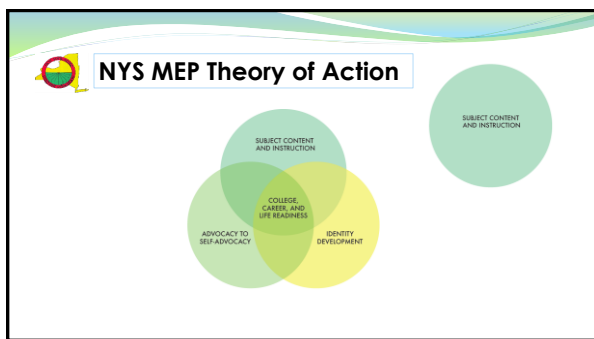 NYS MEP Theory of Action
SUBJECT CONTENT
AND INSTRUCTION
COLLEGE,
CAREER, AND
LIFE READINESS
ADVOCACY TO
SELF-ADVOCACY
IDENTITY
DEVELOPMENT
SUBJECT CONTENT
AND INSTRUCTION